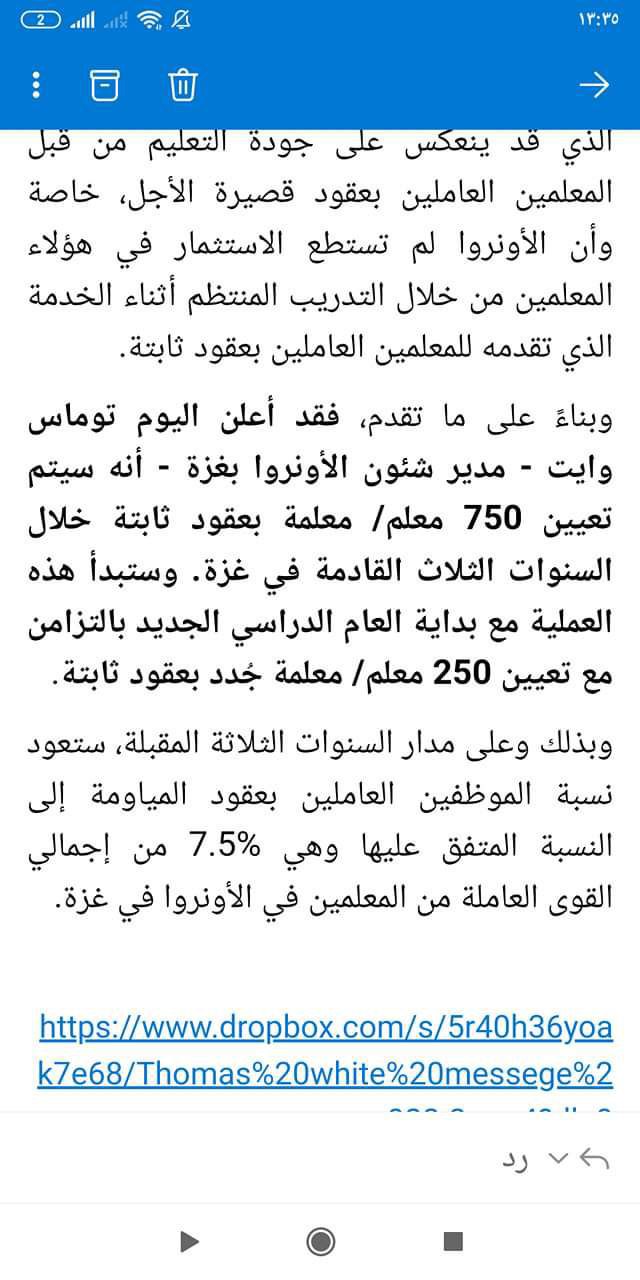 2
١٣:٣٥
الذي قد ينعكس على جودة التعليم من قبل
المعلمين العاملين بعقود قصيرة الأجل، خاصة
وأن الأونروا لم تستطع الاستثمار في هؤلاء
المعلمين من خلال التدريب المنتظم أثناء الخدمة
الذي تقدمه للمعلمين العاملين بعقود ثابتة.
وبناءً على ما تقدم، فقد أعلن اليوم توماس
وايت - مدير شئون الأونروا بغزة - أنه سيتم
تعيين 750 معلم/ معلمة بعقود ثابتة خلال
السنوات الثلاث القادمة في غزة. وستبدأ هذه
العملية مع بداية العام الدراسي الجديد بالتزامن
مع تعيين 250 معلم/ معلمة جُدد بعقود ثابتة.
وبذلك وعلى مدار السنوات الثلاثة المقبلة، ستعود
نسبة الموظفين العاملين بعقود المياومة إلى
النسبة المتفق عليها وهي 7.5% من إجمالي
القوى العاملة من المعلمين في الأونروا في غزة.
https://www.dropbox.com/s/5r40h36yoa
k7e68/Thomas%20white%20messege%2
رد